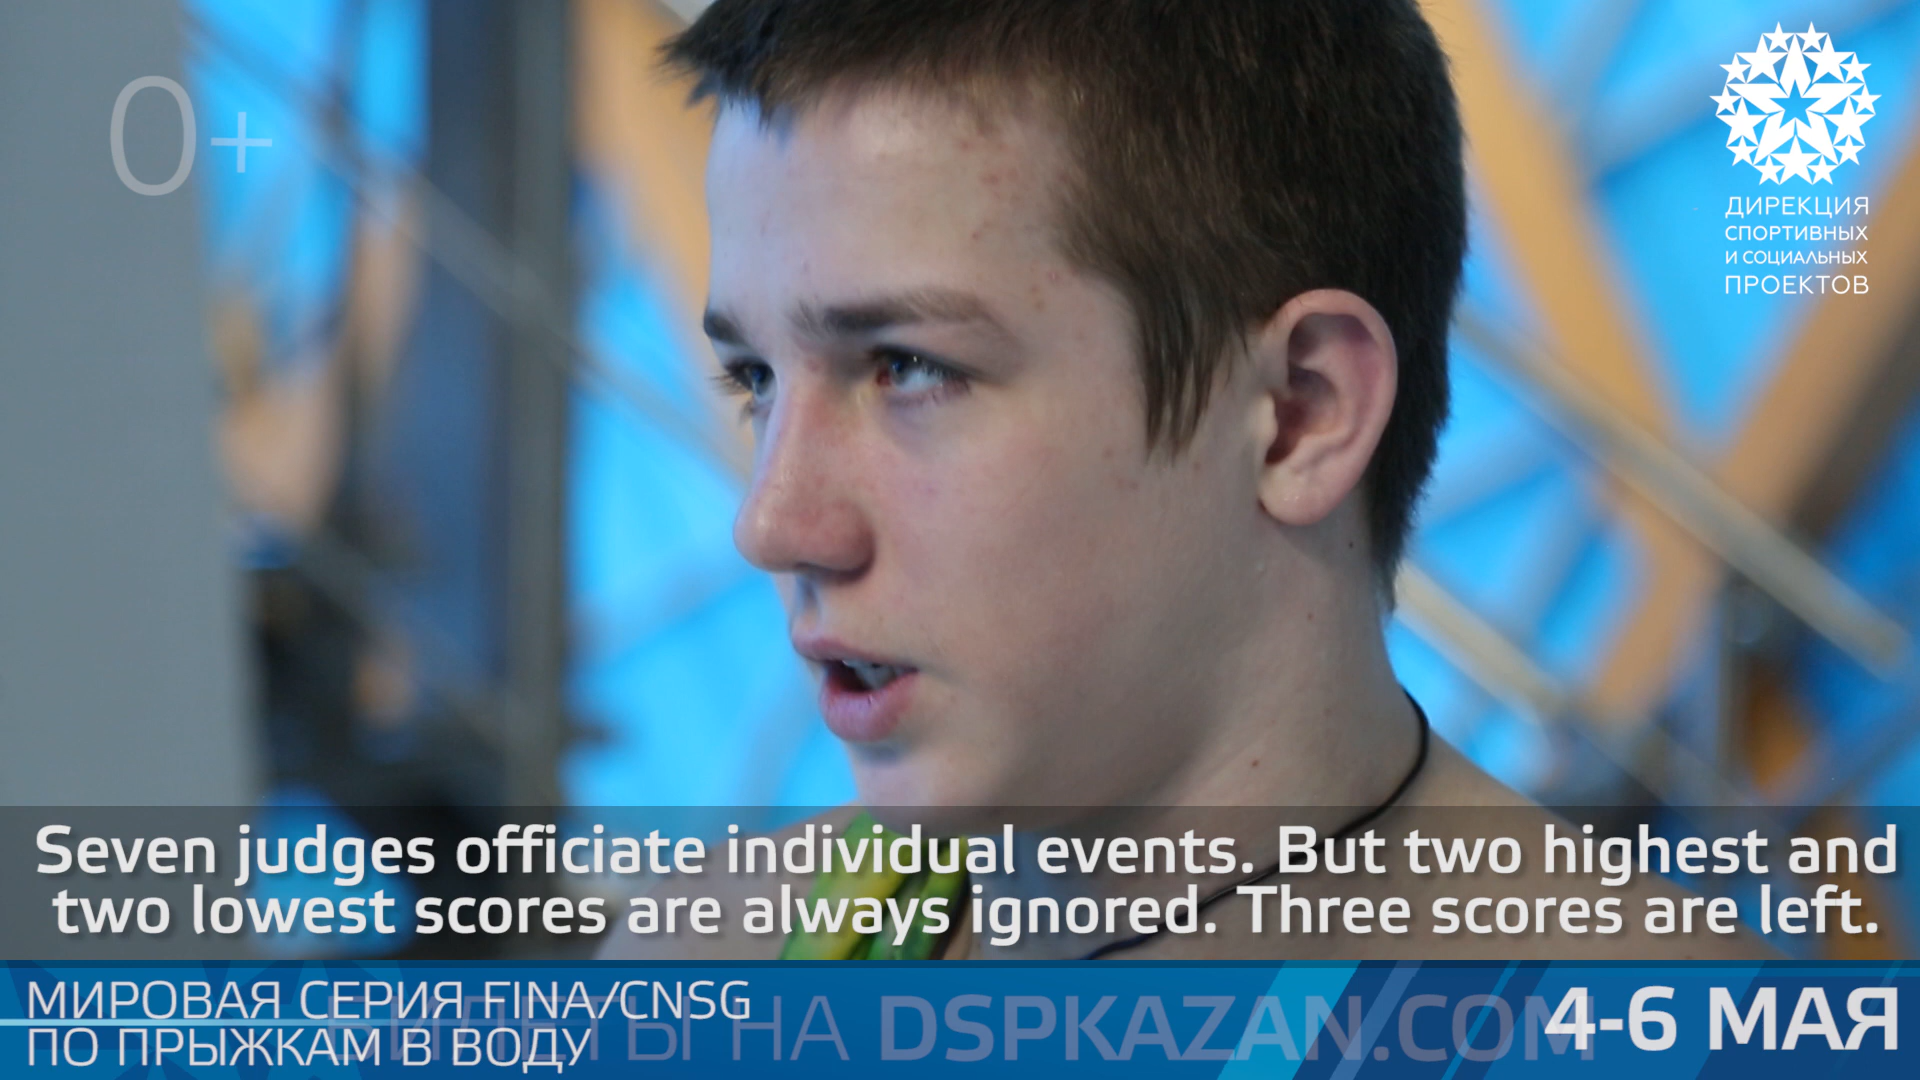 0+
ДИРЕКЦИЯ
СПОРТИВНЫХ
И СОЦИАЛЬНЫХ
ПРОЕКТОВ
Seven judges officiate individual events. But two highest and
two lowest scores are always ignored. Three scores are left.
МИРОВАЯ СЕРИЯ FINA/CNSG
ПО ПРЫЖКАМ В ВОДУ
БИЛЕТЫ НА DSPKAZAN.COM
4-6 МАЯ